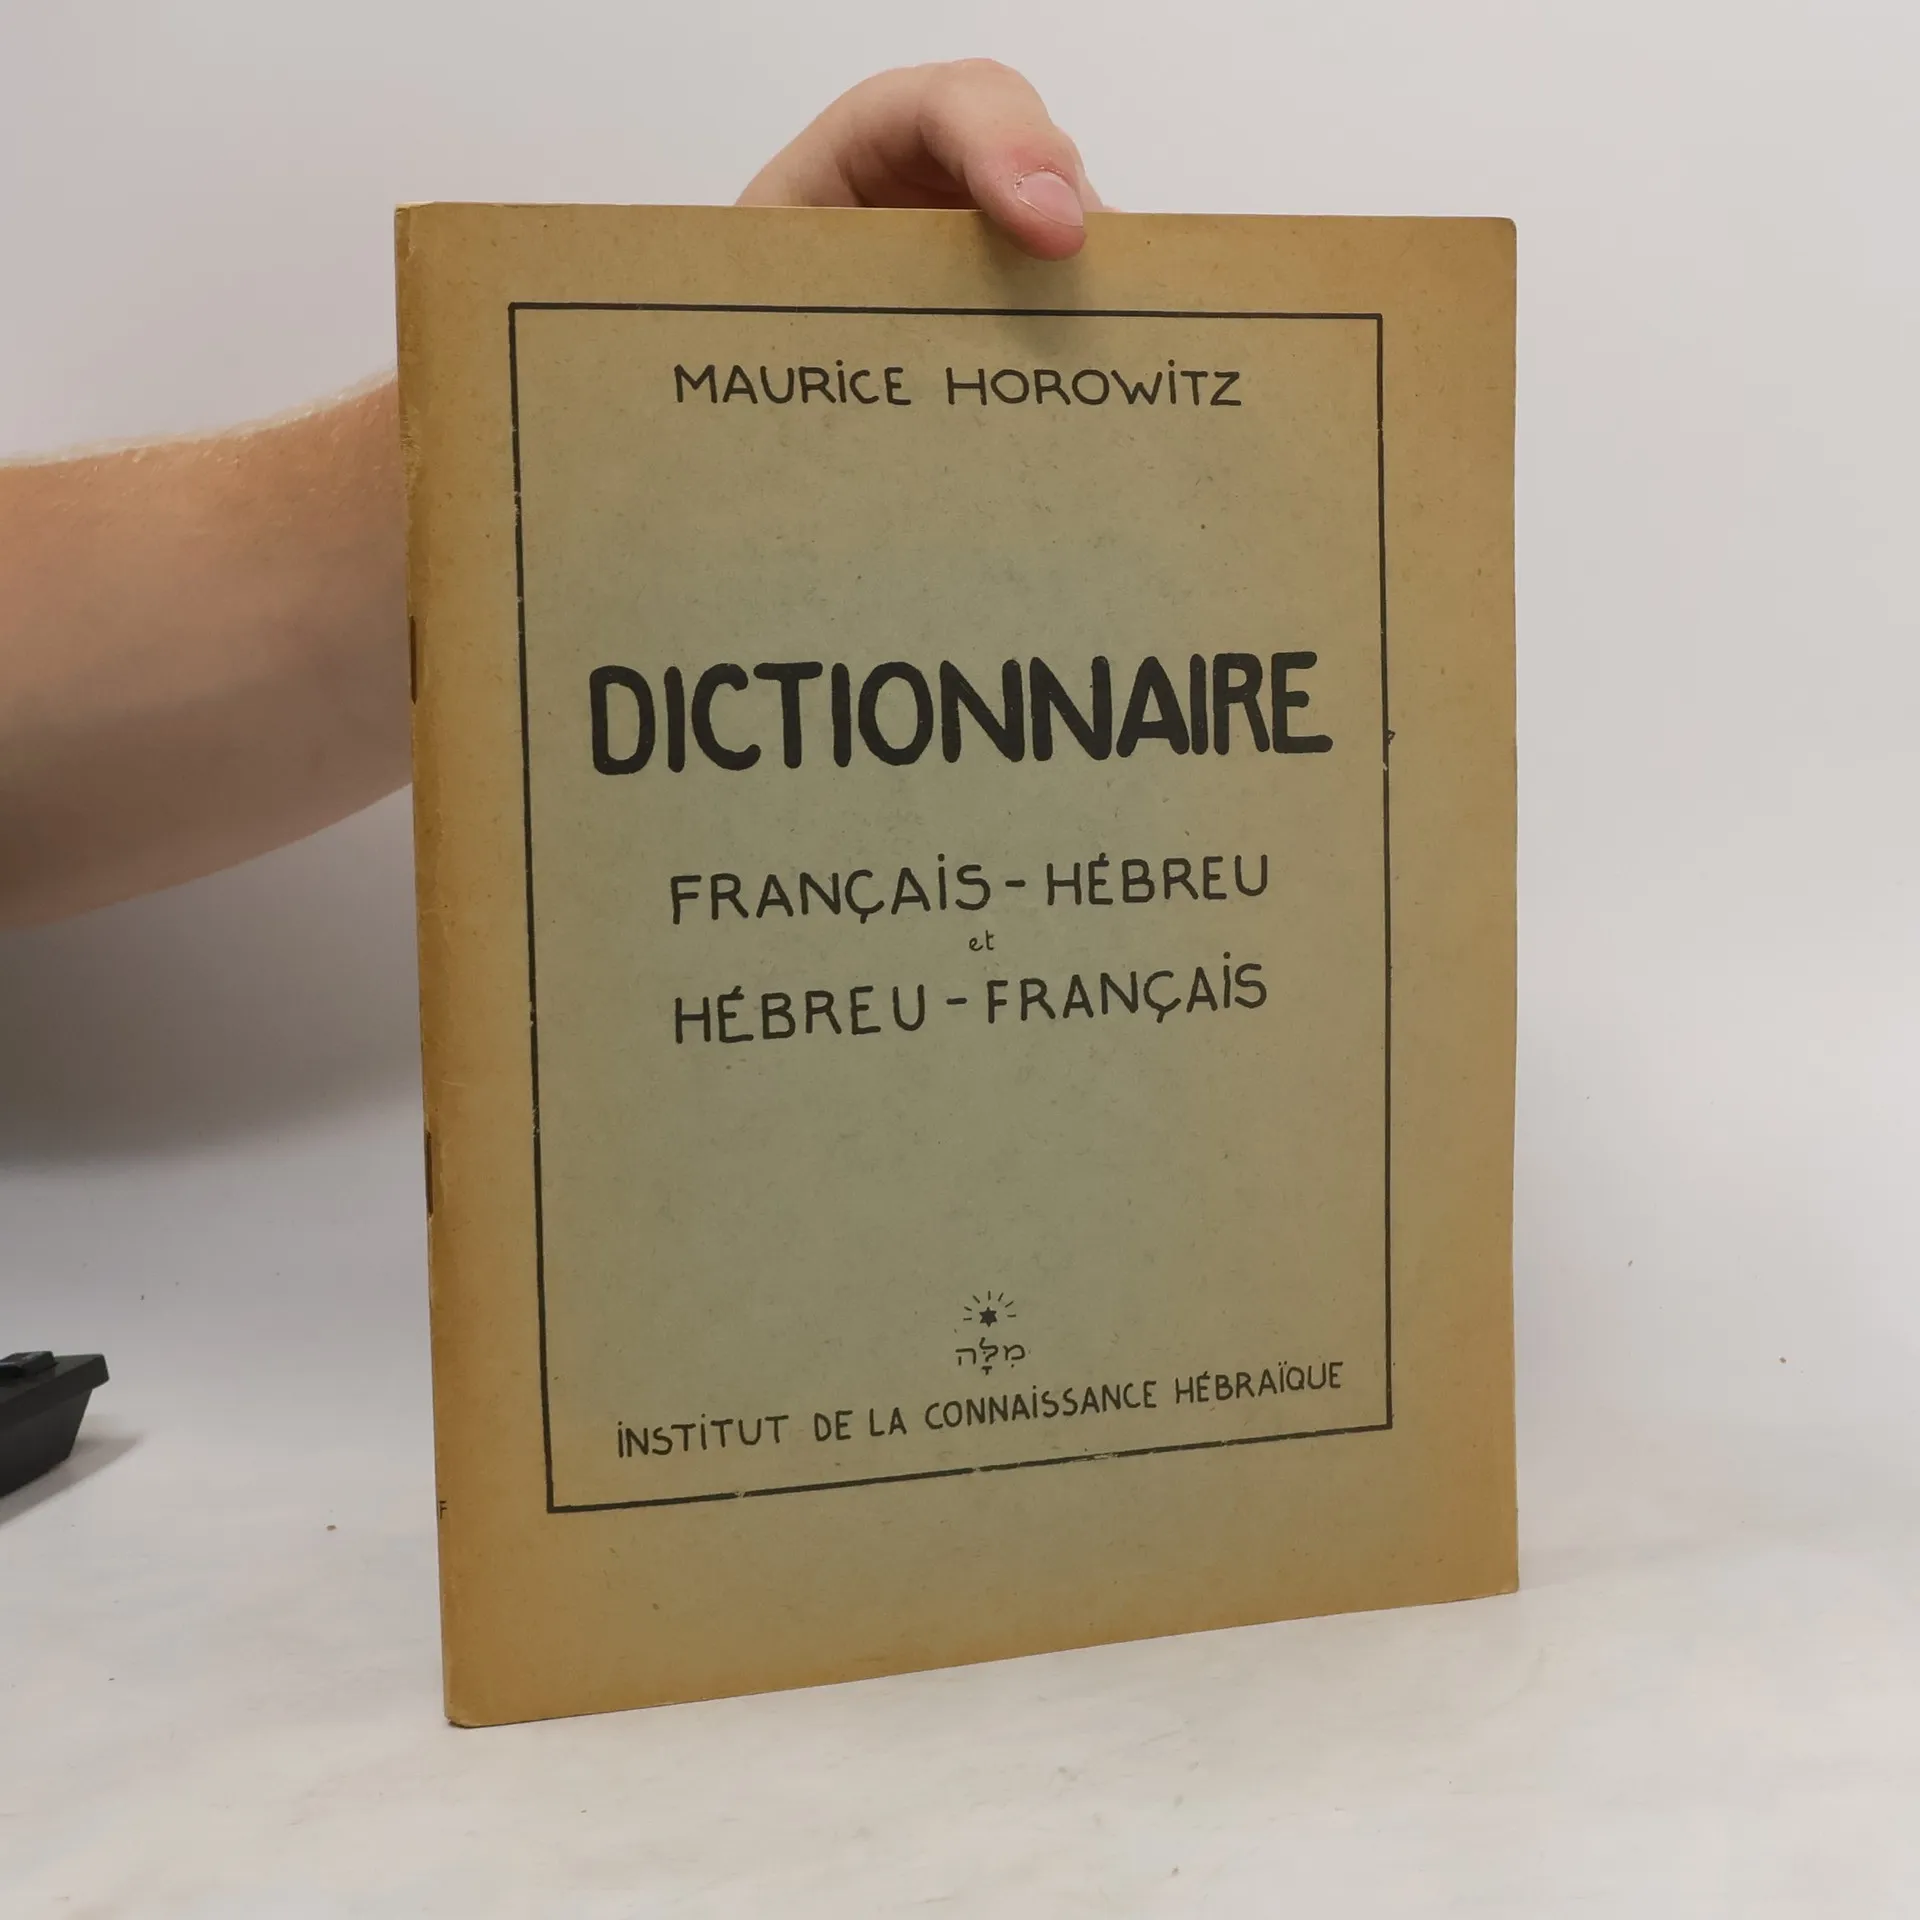 MAURiCE HOROWiTZ
DICTIONNAIRE
FRANÇAiS - HÉBREU
et
HÉBREU - FRANÇAiS
מִלָּה
iNSTiTUT DE LA CONNAiSSANCE HÉBRAÏQUE
F